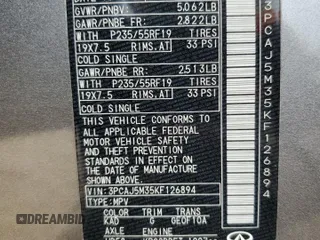 GVWR/PNBV: 5.062LB
GAWR/PNBE FR: 2.822LB
WITH P235/55RF19 TIRES
19X7.5 RIMS.AT 33 PSI
COLD SINGLE
GAWR/PNBE RR: 2.513LB
WITH P235/55RF19 TIRES
19X7.5 RIMS.AT 33 PSI
COLD SINGLE
THIS VEHICLE CONFORMS TO
ALL APPLICABLE FEDERAL
MOTOR VEHICLE SAFETY
AND BUMPER STANDARDS IN
EFFECT ON THE DATE OF
MANUFACTURE SHOWN ABOVE
VIN:3PCAJ5M35KF126894
TYPE:MPV
COLOR TRIM TRANS
KAD G
AXLE ENGINE
3PCAJ5M35KF126894